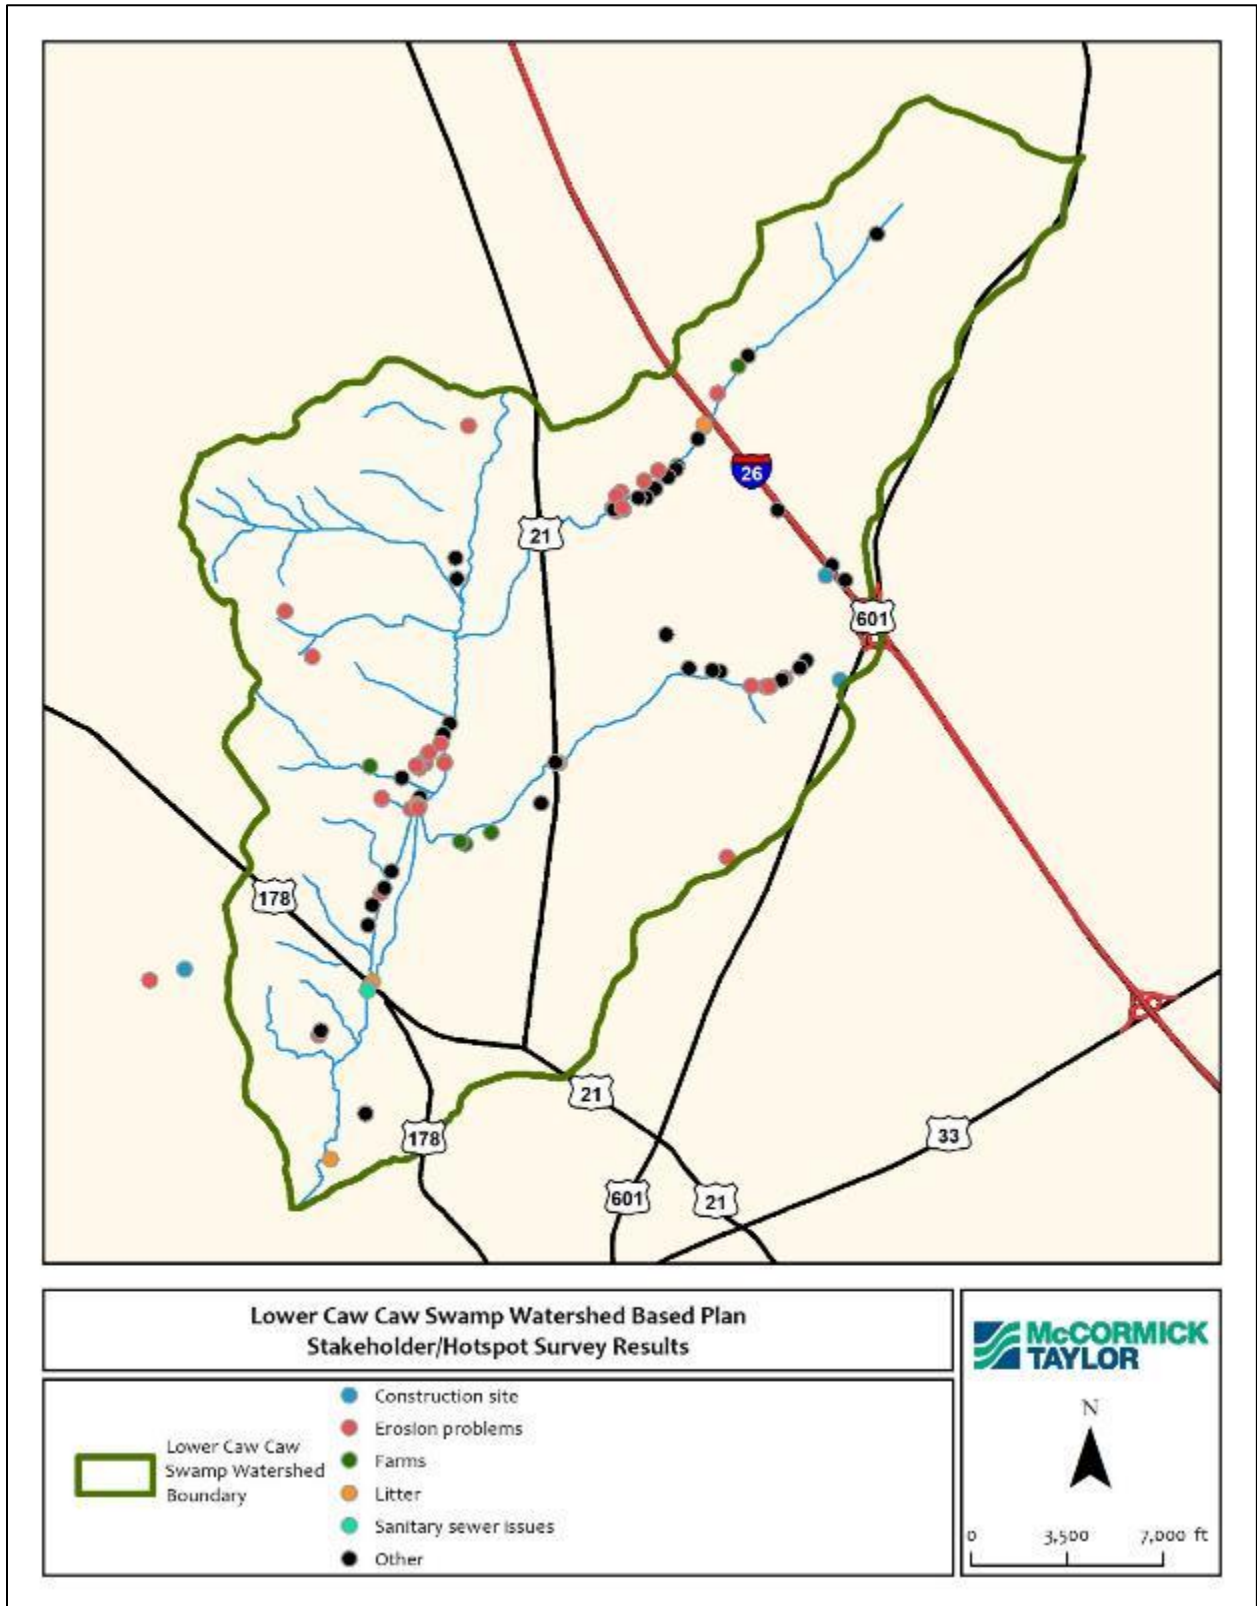 26
21
601
178
21
178
33
601
21
Lower Caw Caw Swamp Watershed Based Plan
Stakeholder/Hotspot Survey Results
Lower Caw Caw
Swamp Watershed
Boundary
Construction site
Erosion problems
Farms
Litter
Sanitary sewer issues
Other
McCORMICK
TAYLOR
N
0 3,500 7,000 ft